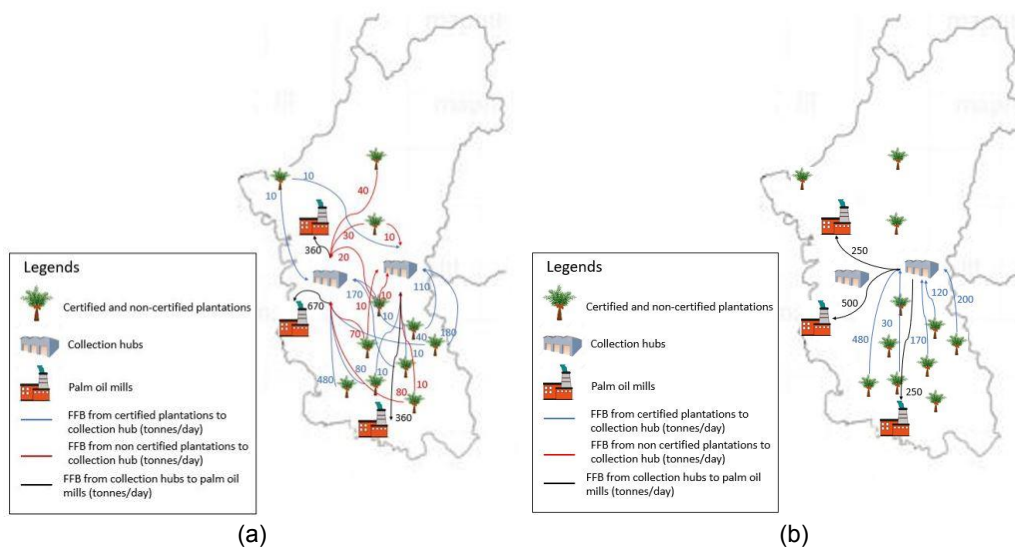 10
10
40
30
10
20
360
170
10
10
110
670
10
40
180
70
10
480
80
10
80
10
360
Legends
Certified and non-certified plantations
Collection hubs
Palm oil mills
FFB from certified plantations to
collection hub (tonnes/day)
FFB from non certified plantations to
collection hub (tonnes/day)
FFB from collection hubs to palm oil
mills (tonnes/day)
(a)
250
500
120
200
30
480
170
250
Legends
Certified and non-certified plantations
Collection hubs
Palm oil mills
FFB from certified plantations to
collection hub (tonnes/day)
FFB from non certified plantations to
collection hub (tonnes/day)
FFB from collection hubs to palm oil
mills (tonnes/day)
(b)